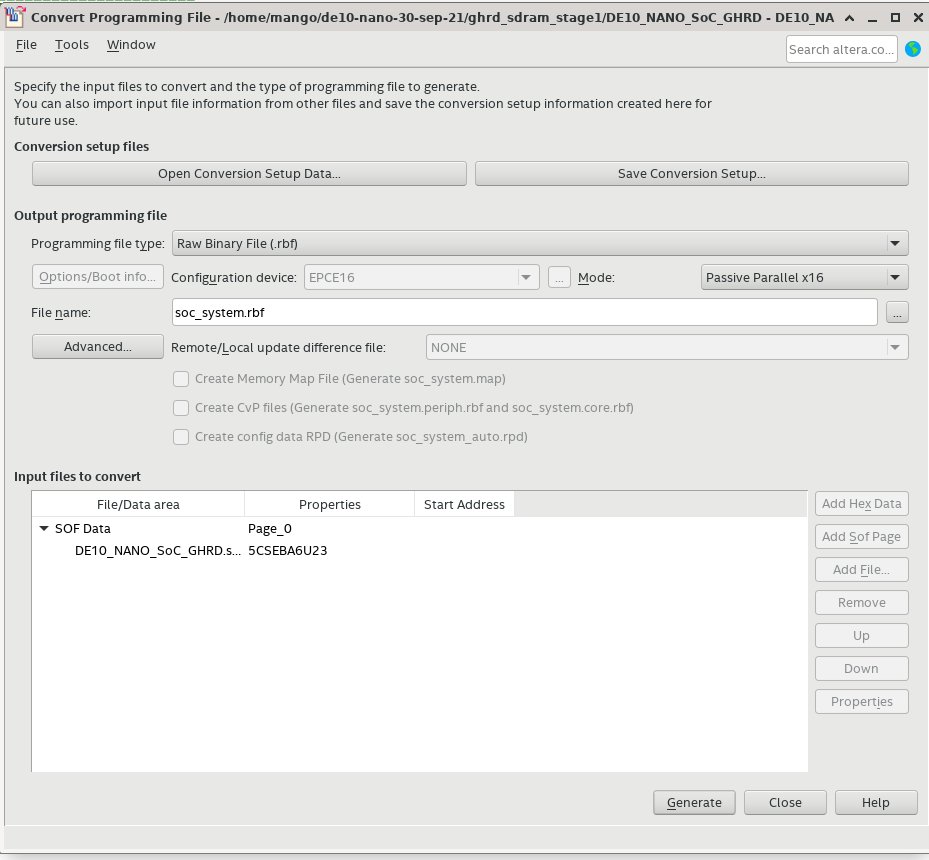 Convert Programming File - /home/mango/de10-nano-30-sep-21/ghrd_sdram_stage1/DE10_NANO_SoC_GHRD - DE10_NA
File Tools Window Search altera.co...
Specify the input files to convert and the type of programming file to generate.
You can also import input file information from other files and save the conversion setup information created here for
future use.
Conversion setup files
Open Conversion Setup Data... Save Conversion Setup...
Output programming file
Programming file type: Raw Binary File (.rbf)
Options/Boot info... Configuration device: EPCE16 ... Mode: Passive Parallel x16
File name: soc_system.rbf ...
Advanced... Remote/Local update difference file: NONE
Create Memory Map File (Generate soc_system.map)
Create CvP files (Generate soc_system.periph.rbf and soc_system.core.rbf)
Create config data RPD (Generate soc_system_auto.rpd)
Input files to convert
File/Data area Properties Start Address
SOF Data Page_0
DE10_NANO_SoC_GHRD.s... 5CSEBA6U23
Add Hex Data
Add Sof Page
Add File...
Remove
Up
Down
Properties
Generate Close Help